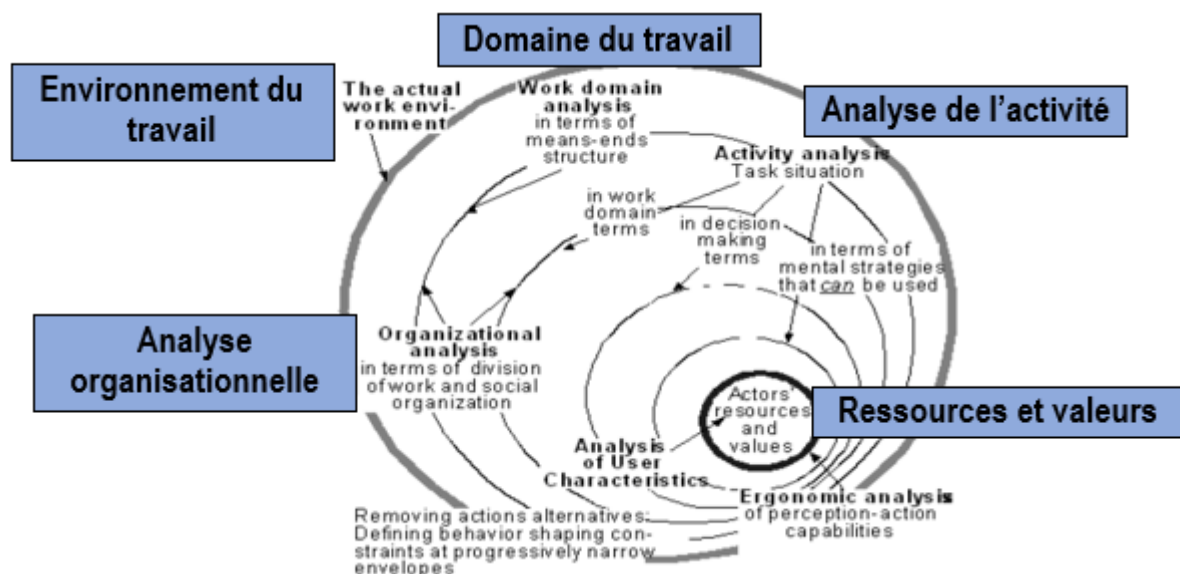 Domaine du travail
Environnement du
travail
The actual
work envi-
ronment
Work domain
analysis
in terms of
means-ends
structure
Analyse de l'activité
Activity analysis
Task situation
in work
domain
terms
in decision
making
terms
in terms of
mental strategies
that can be used
Analyse
organisationnelle
Organizational
analysis
in terms of division
of work and social
organization
Actors'
resources
and
values
Ressources et valeurs
Analysis
of User
Characteristics
Ergonomic analysis
of perception-action
capabilities
Removing actions alternatives:
Defining behavior shaping con-
straints at progressively narrow
envelopes